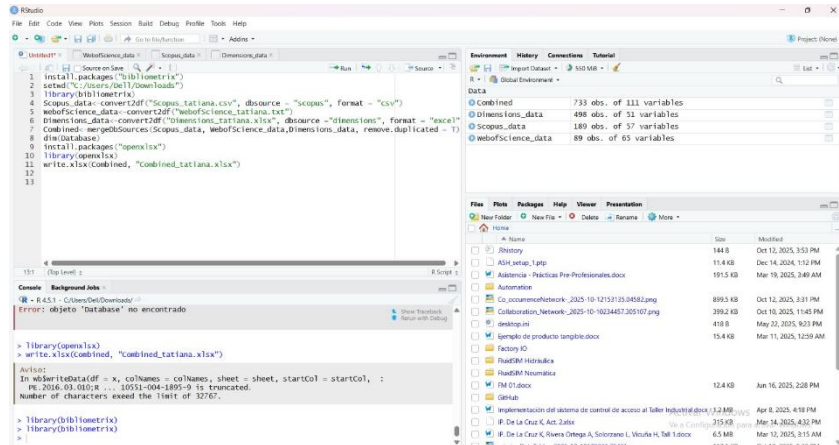 RStudio
File Edit Code View Plots Session Build Debug Profile Tools Help
Go to file/function
Addins
Project: (None)
Untitled1*
WebofScience_data
Scopus_data
Dimensions_data
Source on Save
Run
Source
1 install.packages("bibliometrix")
2 setwd("C:/Users/Dell/Downloads")
3 library(bibliometrix)
4 Scopus_data<-convert2df("Scopus_tatiana.csv", dbsource = "scopus", format = "csv")
5 WebofScience_data<-convert2df("WebofScience_tatiana.txt")
6 Dimensions_data<-convert2df("Dimensions_tatiana.xlsx", dbsource ="dimensions", format = "excel"
7 Combined<-mergeDbSources(Scopus_data, WebofScience_data,Dimensions_data, remove.duplicated = T)
8 dim(Database)
9 install.packages("openxlsx")
10 library(openxlsx)
11 write.xlsx(Combined, "Combined_tatiana.xlsx")
12
13
13:1 (Top Level)
R Script
Console Background Jobs
R - R 4.5.1 - C:/Users/Dell/Downloads/
Error: objeto 'Database' no encontrado
Show Traceback
Rerun with Debug
> library(openxlsx)
> write.xlsx(Combined, "Combined_tatiana.xlsx")
Aviso:
In wb$writeData(df = x, colNames = colNames, sheet = sheet, startCol = startCol, :
PE.2016.03.010;R ... 10551-004-1895-9 is truncated.
Number of characters exeed the limit of 32767.
> library(bibliometrix)
> library(bibliometrix)
>
Environment History Connections Tutorial
Import Dataset 550 MiB
List
R Global Environment
Data
Combined 733 obs. of 111 variables
Dimensions_data 498 obs. of 51 variables
Scopus_data 189 obs. of 57 variables
WebofScience_data 89 obs. of 65 variables
Files Plots Packages Help Viewer Presentation
New Folder New File Delete Rename More
Home
Name Size Modified
.Rhistory 144 B Oct 12, 2025, 3:53 PM
ASH_setup_1.ptp 11.4 KB Dec 14, 2024, 1:12 PM
Asistencia - Prácticas Pre-Profesionales.docx 191.5 KB Mar 19, 2025, 3:49 AM
Automation
Co_occurenceNetwork-_2025-10-12153135.04582.png 899.5 KB Oct 12, 2025, 3:31 PM
Collaboration_Network-_2025-10-10234457.305107.png 399.2 KB Oct 10, 2025, 11:45 PM
desktop.ini 418 B May 22, 2025, 9:23 PM
Ejemplo de producto tangible.docx 15.4 KB Mar 11, 2025, 12:59 AM
Factory IO
FluidSIM Hidráulica
FluidSIM Neumática
FM 01.docx 12.4 KB Jun 16, 2025, 2:28 PM
GitHub
Implementación del sistema de control de acceso al Taller Industrial.docx 1.2 MB Apr 8, 2025, 4:18 PM
IP. De La Cruz K, Act. 2.xlsx 315 KB Mar 14, 2025, 4:32 PM
IP. De La Cruz K, Rivera Ortega A, Solorzano L. Vicuña H, Tall 1.docx 6.5 MB Mar 12, 2025, 3:15 AM